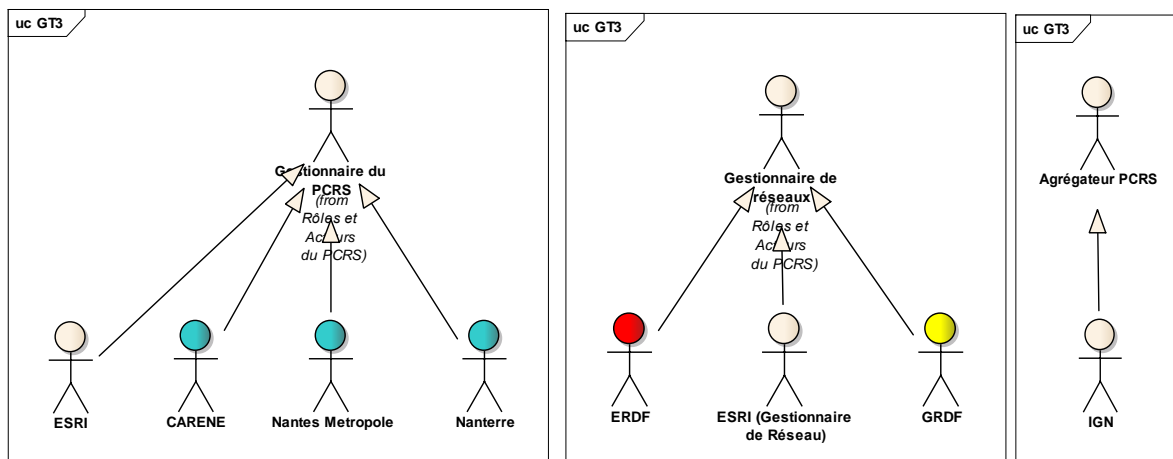 uc GT3
Gestionnaire du
PCRS
(from
Rôles et
Acteurs
du PCRS)
ESRI
CARENE
Nantes Metropole
Nanterre
uc GT3
Gestionnaire de
réseaux
(from
Rôles et
Acteurs
du PCRS)
ERDF
ESRI (Gestionnaire
de Réseau)
GRDF
uc GT3
Agrégateur PCRS
IGN